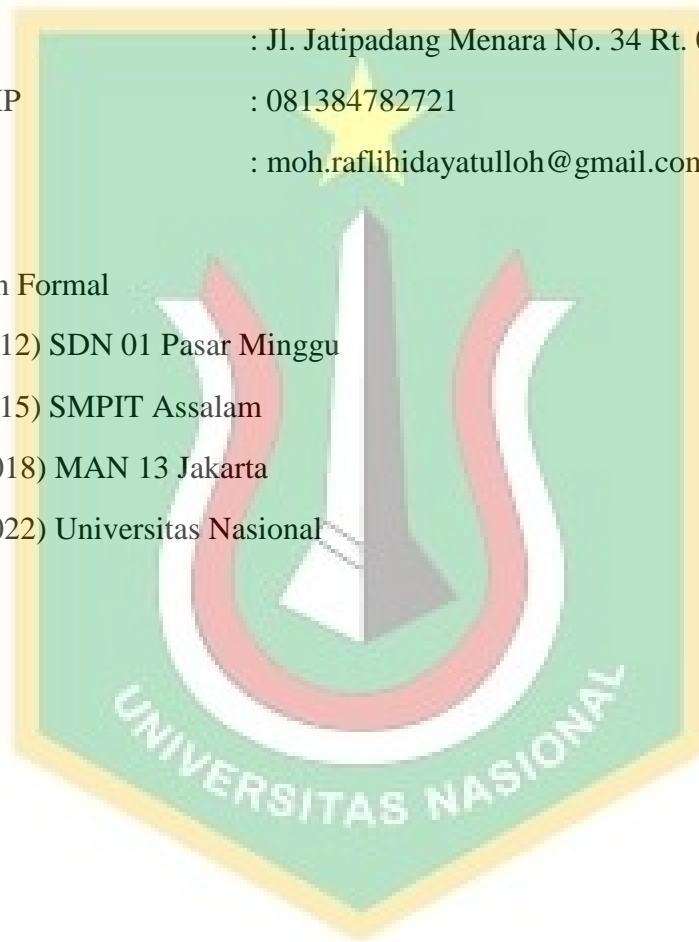 : Jl. Jatipadang Menara No. 34 Rt.
: 081384782721
: moh.raflihidayatulloh@gmail.com
Formal
12) SDN 01 Pasar Minggu
15) SMPIT Assalam
018) MAN 13 Jakarta
022) Universitas Nasional
UNIVERSITAS NASIONAL